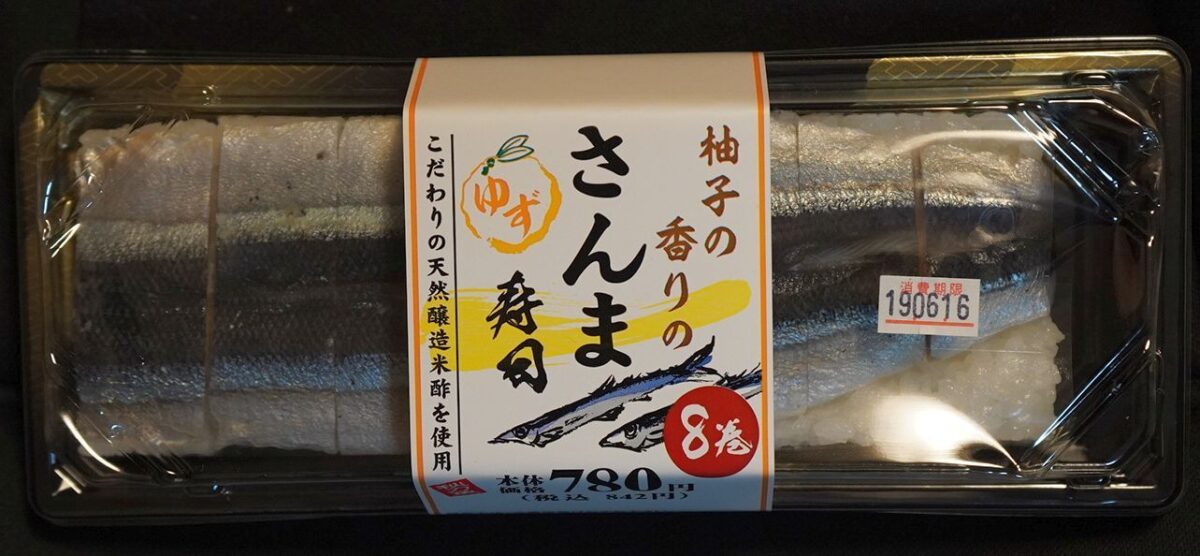 柚子の
香りの
さんま
寿司
ゆず
こだわりの天然醸造米酢を使用
8巻
本体
価格 780円
(税込 842円)
消費期限
190616